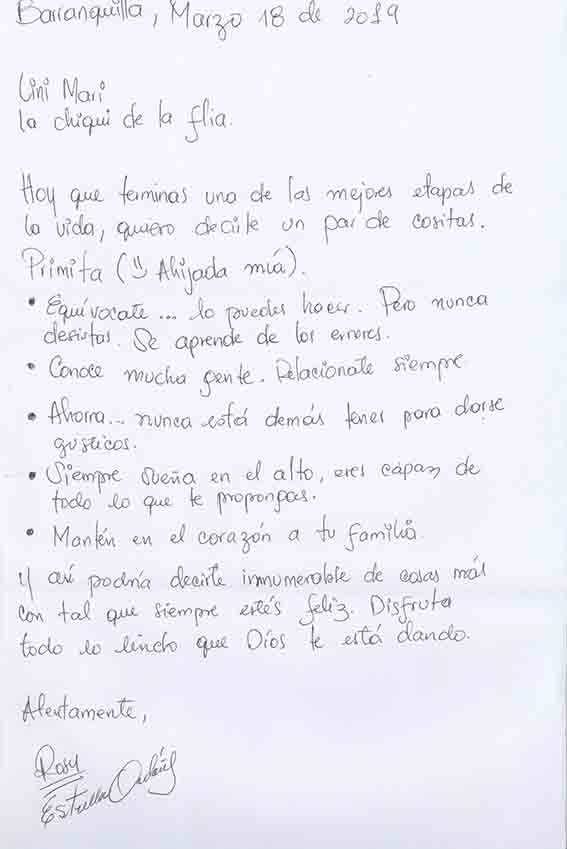 Barranquilla, Marzo 18 de 2019
Lini Mari
la chiqui de la flia.
Hoy que terminas una de las mejores etapas de
la vida, quiero decirte un par de cositas.
Primita (Ahijada mía).
• Equívocate... lo puedes hacer. Pero nunca
desistas. Se aprende de los errores.
• Conoce mucha gente. Relacionate siempre
• Ahorra... nunca está demás tener para darse
gusticos.
• Siempre sueña en el alto, eres capaz de
todo lo que te propongas.
• Mantén en el corazón a tu familia.
Y así podría decirte innumerable de cosas más
con tal que siempre estés feliz. Disfruta
todo lo lindo que Dios te está dando.
Atentamente,
Rosy
Estrella